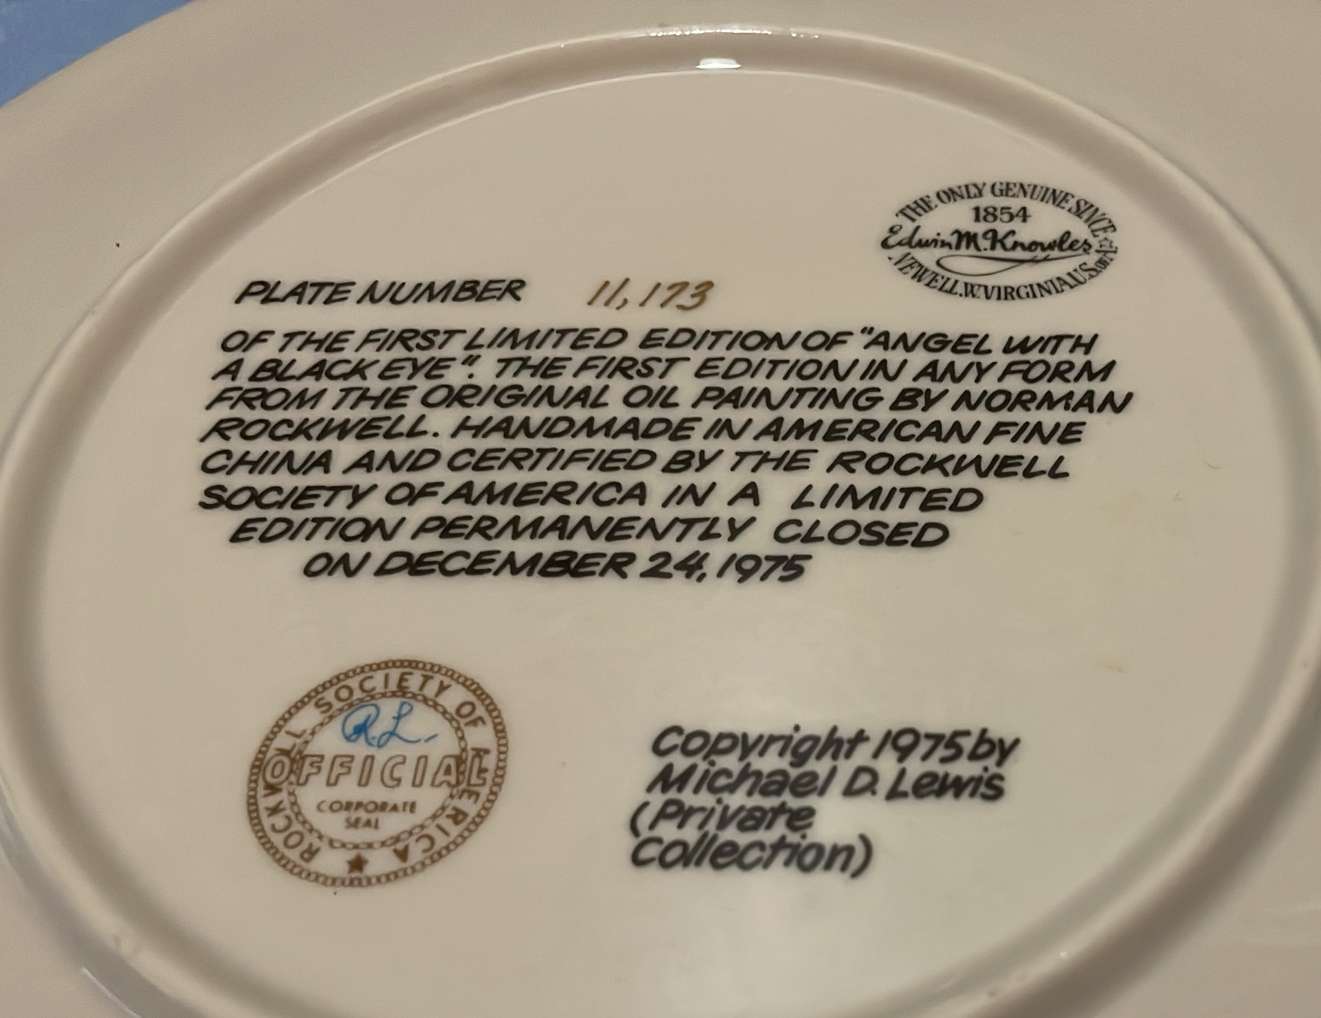 THE ONLY GENUINE SINCE
1854
Edwin M. Knowles
NEWELL.W.VIRGINIA.U.S. OF A.
PLATE NUMBER 11,173
OF THE FIRST LIMITED EDITION OF "ANGEL WITH
A BLACK EYE". THE FIRST EDITION IN ANY FORM
FROM THE ORIGINAL OIL PAINTING BY NORMAN
ROCKWELL. HANDMADE IN AMERICAN FINE
CHINA AND CERTIFIED BY THE ROCKWELL
SOCIETY OF AMERICA IN A LIMITED
EDITION PERMANENTLY CLOSED
ON DECEMBER 24, 1975
ROCKWELL SOCIETY OF AMERICA
R.L.
OFFICIAL
CORPORATE
SEAL
Copyright 1975 by
Michael D. Lewis
(Private
Collection)